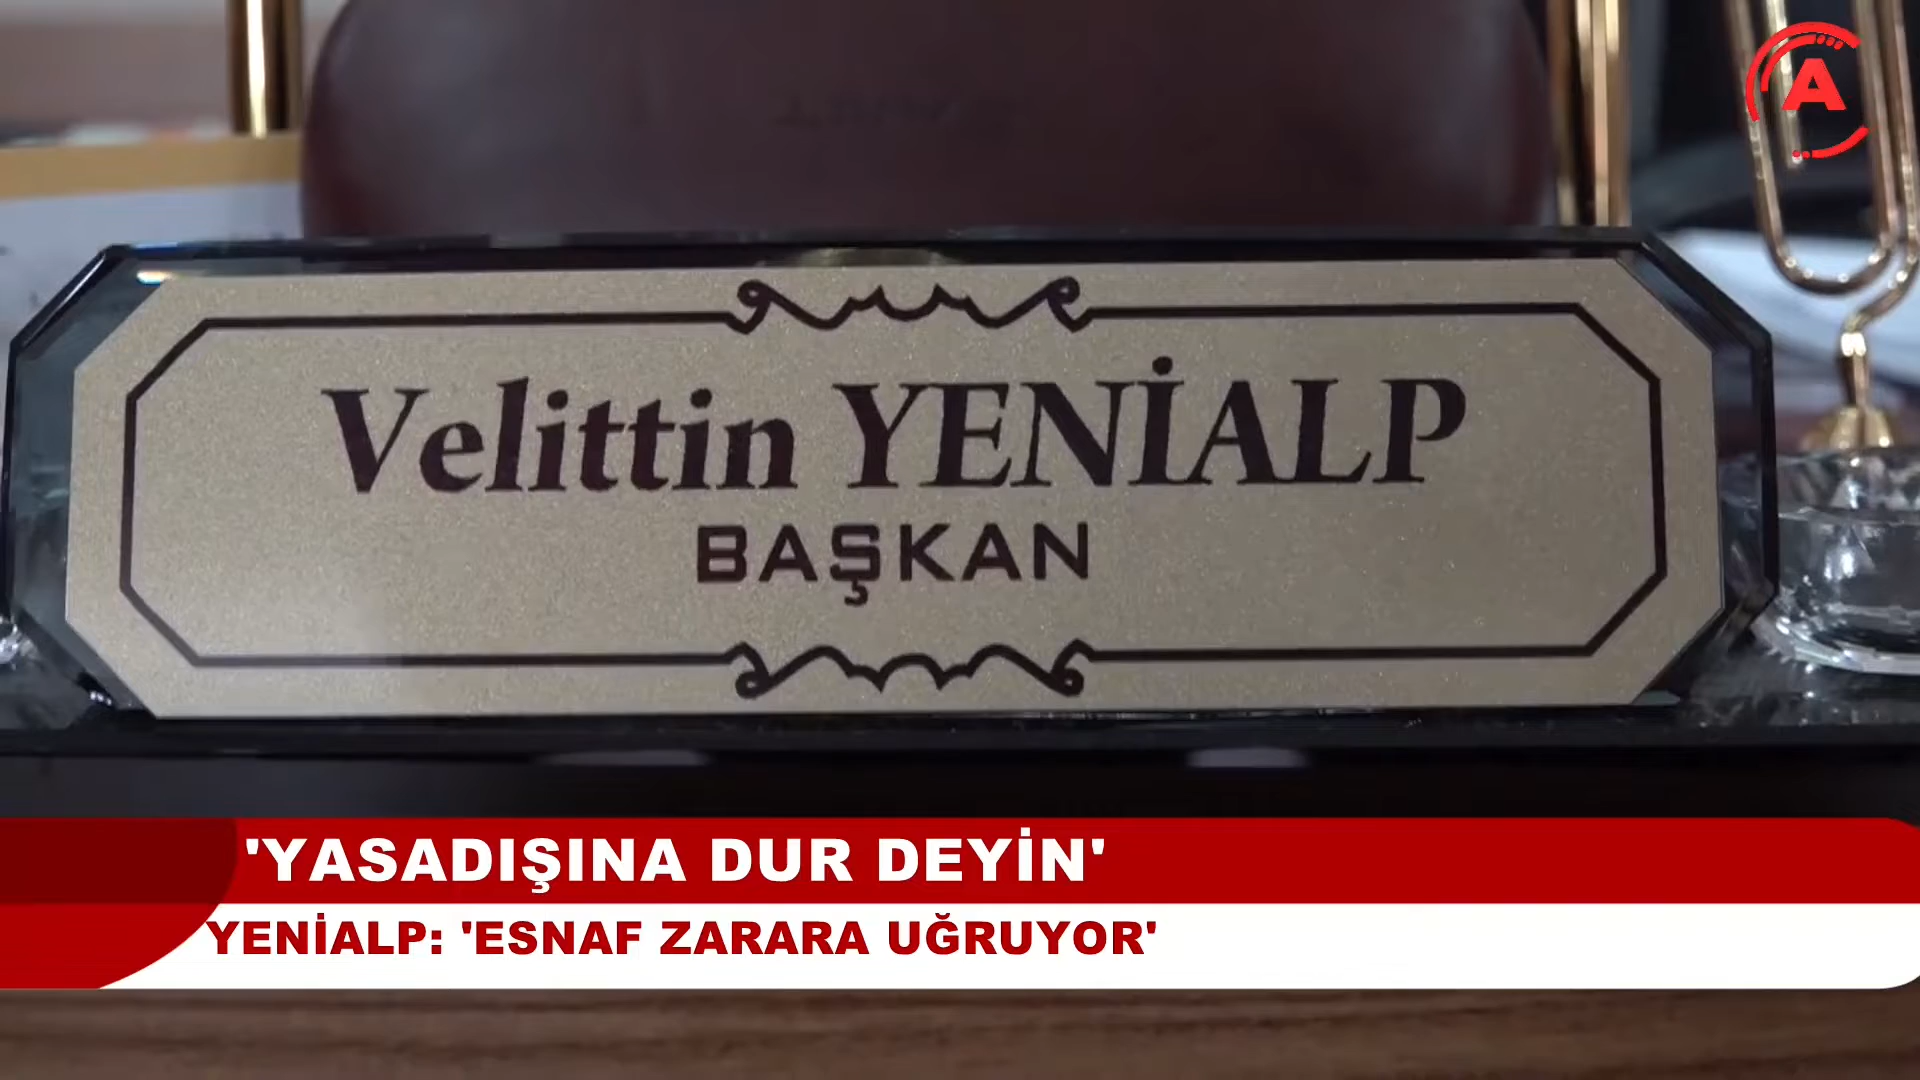 A
Velittin YENİALP
BAŞKAN
'YASADIŞINA DUR DEYİN'
YENİALP: 'ESNAF ZARARA UĞRUYOR'